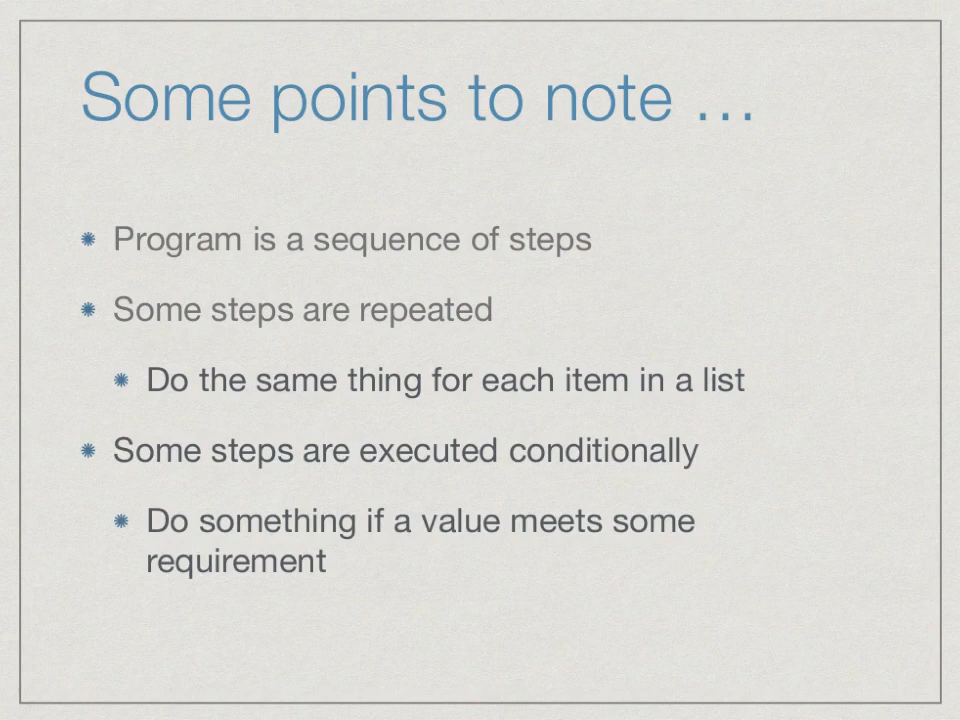 Some points to note …
Program is a sequence of steps
Some steps are repeated
Do the same thing for each item in a list
Some steps are executed conditionally
Do something if a value meets some
requirement